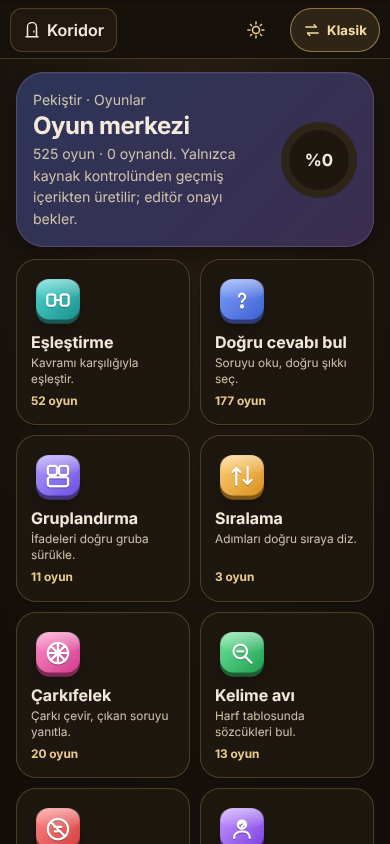 Koridor
Klasik
Pekiştir · Oyunlar
Oyun merkezi
525 oyun · 0 oynandı. Yalnızca
kaynak kontrolünden geçmiş
içerikten üretilir; editör onayı
bekler.
%0
Eşleştirme
Kavramı karşılığıyla
eşleştir.
52 oyun
Doğru cevabı bul
Soruyu oku, doğru şıkkı
seç.
177 oyun
Gruplandırma
İfadeleri doğru gruba
sürükle.
11 oyun
Sıralama
Adımları doğru sıraya diz.
3 oyun
Çarkıfelek
Çarkı çevir, çıkan soruyu
yanıtla.
20 oyun
Kelime avı
Harf tablosunda
sözcükleri bul.
13 oyun